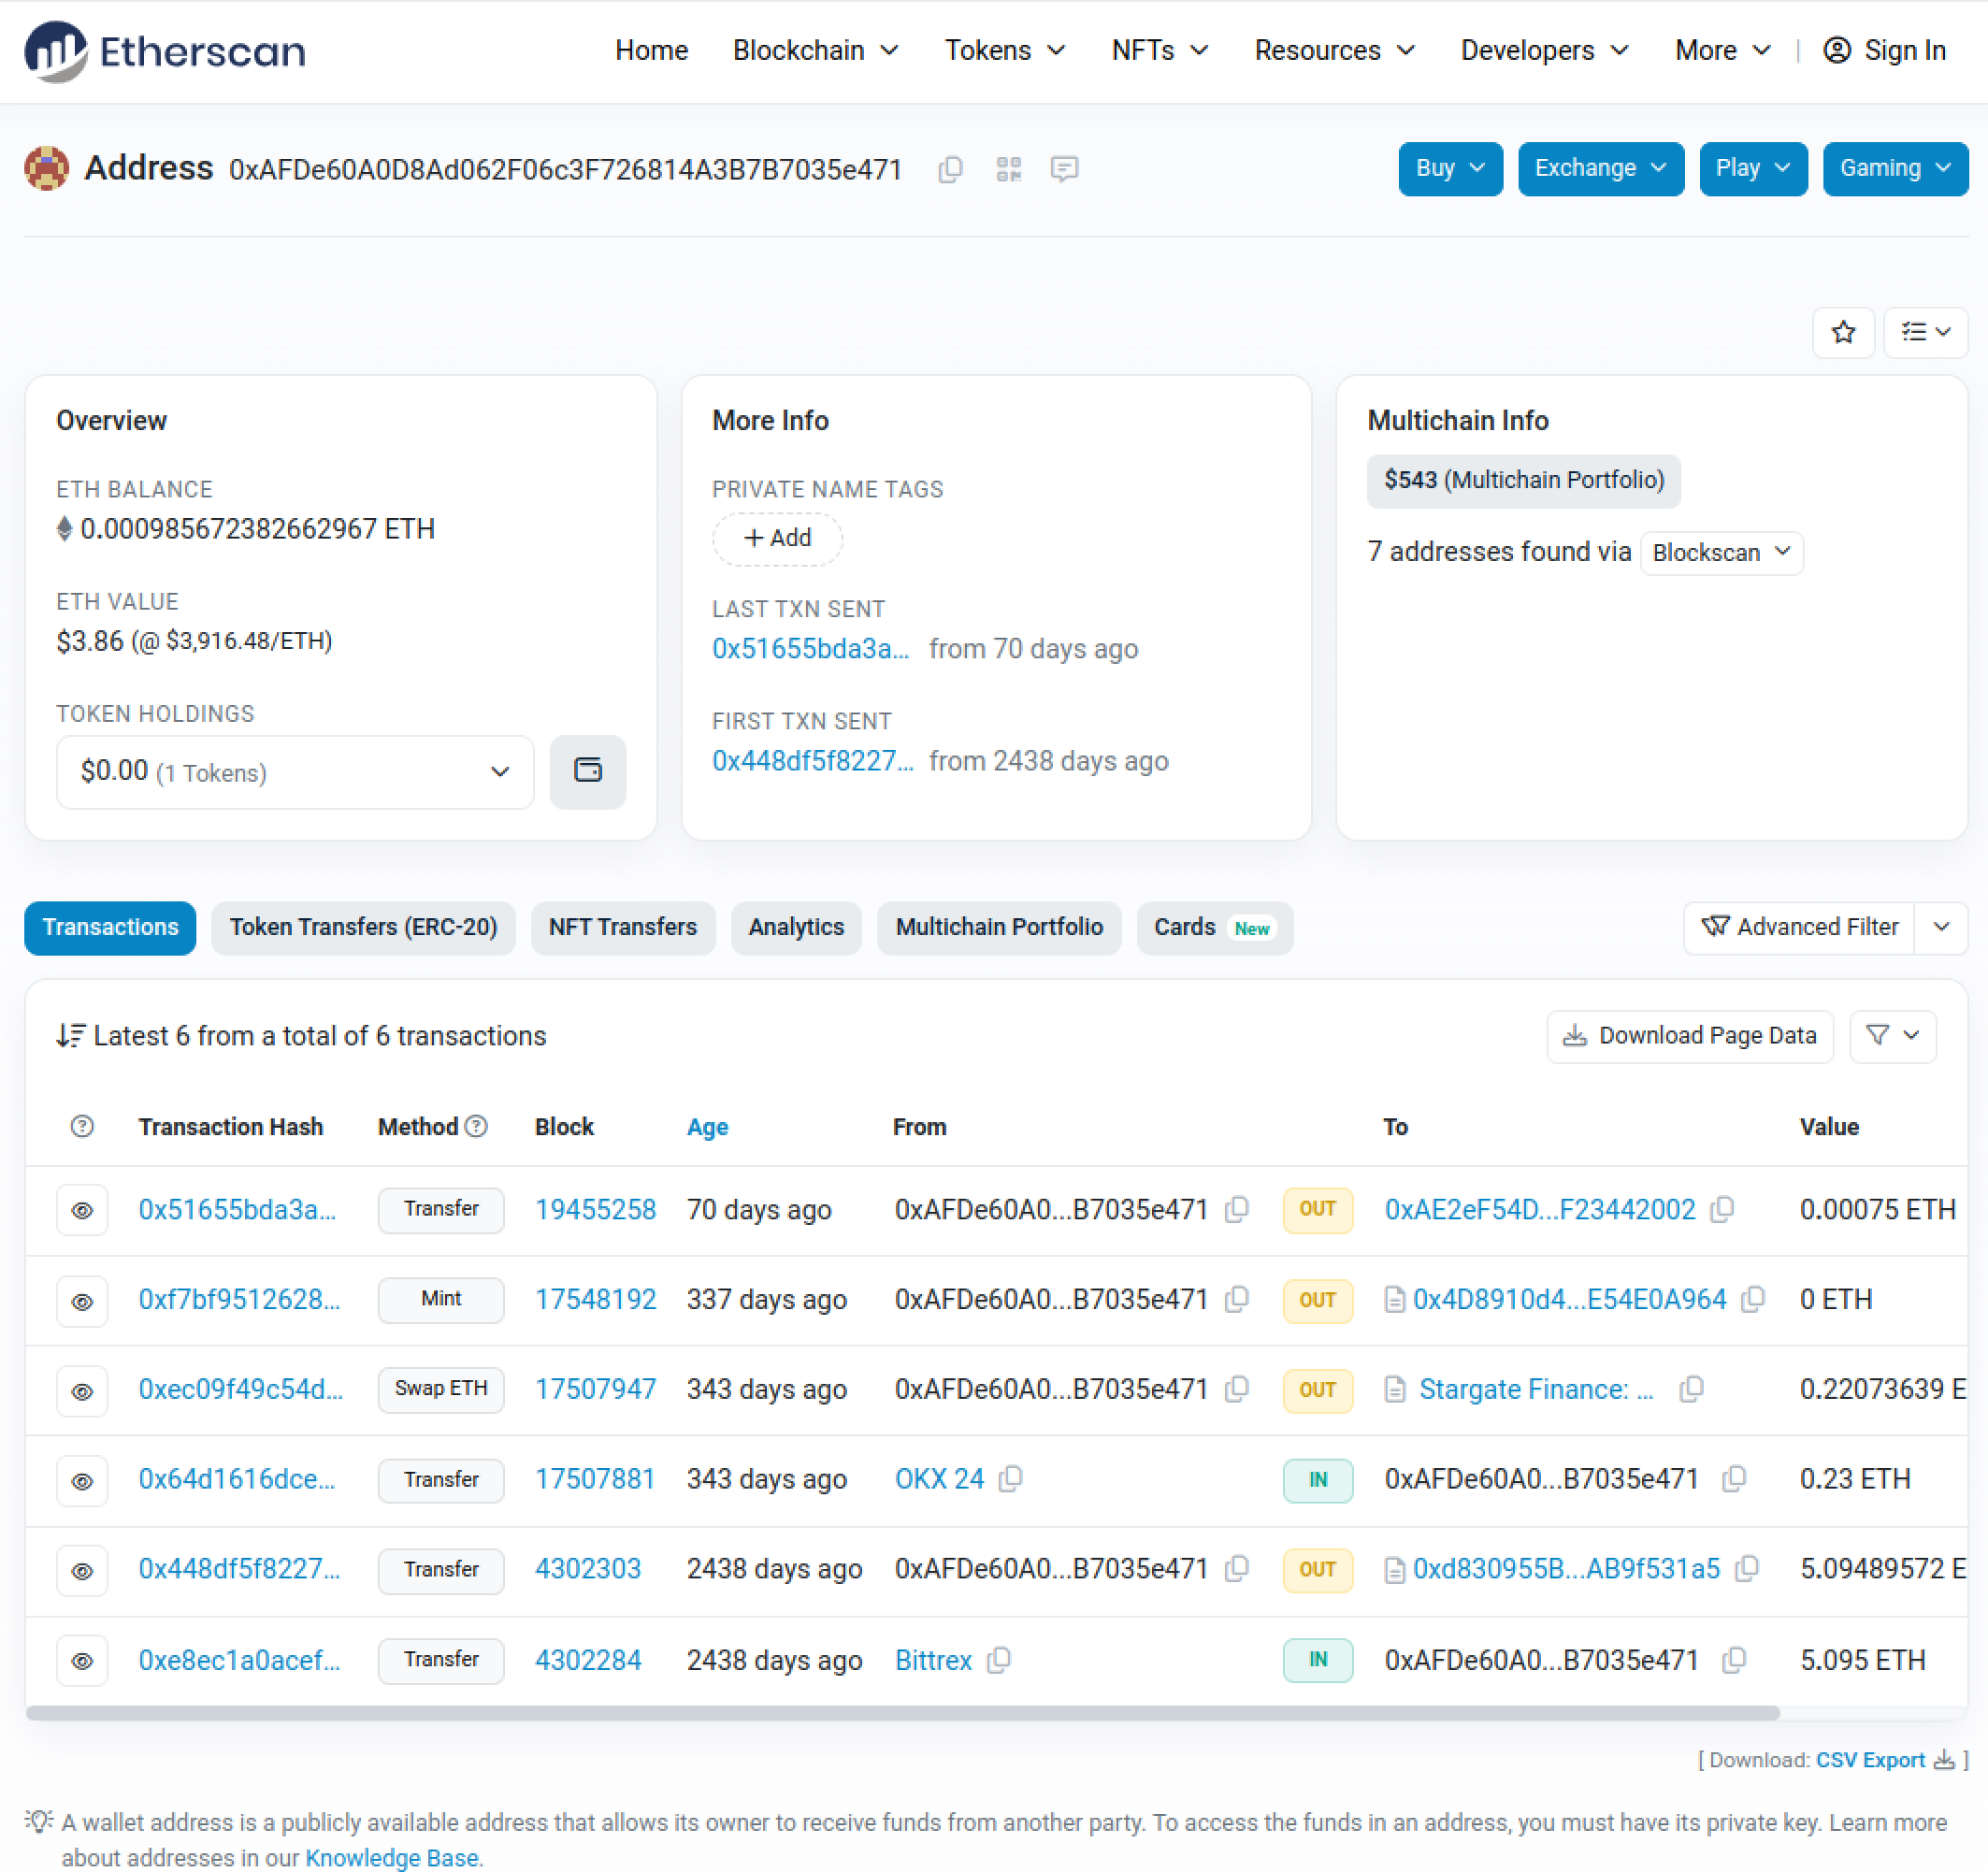 Etherscan
Home Blockchain Tokens NFTs Resources Developers More | Sign In
Address 0xAFDe60A0D8Ad062F06c3F726814A3B7B7035e471
Buy Exchange Play Gaming
Overview
ETH BALANCE
0.000985672382662967 ETH
ETH VALUE
$3.86 (@ $3,916.48/ETH)
TOKEN HOLDINGS
$0.00 (1 Tokens)
More Info
PRIVATE NAME TAGS
+ Add
LAST TXN SENT
0x51655bda3a... from 70 days ago
FIRST TXN SENT
0x448df5f8227... from 2438 days ago
Multichain Info
$543 (Multichain Portfolio)
7 addresses found via Blockscan
Transactions Token Transfers (ERC-20) NFT Transfers Analytics Multichain Portfolio Cards New Advanced Filter
Latest 6 from a total of 6 transactions Download Page Data
Transaction Hash Method Block Age From To Value
0x51655bda3a... Transfer 19455258 70 days ago 0xAFDe60A0...B7035e471 OUT 0xAE2eF54D...F23442002 0.00075 ETH
0xf7bf9512628... Mint 17548192 337 days ago 0xAFDe60A0...B7035e471 OUT 0x4D8910d4...E54E0A964 0 ETH
0xec09f49c54d... Swap ETH 17507947 343 days ago 0xAFDe60A0...B7035e471 OUT Stargate Finance: ... 0.22073639 E
0x64d1616dce... Transfer 17507881 343 days ago OKX 24 IN 0xAFDe60A0...B7035e471 0.23 ETH
0x448df5f8227... Transfer 4302303 2438 days ago 0xAFDe60A0...B7035e471 OUT 0xd830955B...AB9f531a5 5.09489572 E
0xe8ec1a0acef... Transfer 4302284 2438 days ago Bittrex IN 0xAFDe60A0...B7035e471 5.095 ETH
[ Download: CSV Export ]
A wallet address is a publicly available address that allows its owner to receive funds from another party. To access the funds in an address, you must have its private key. Learn more
about addresses in our Knowledge Base.